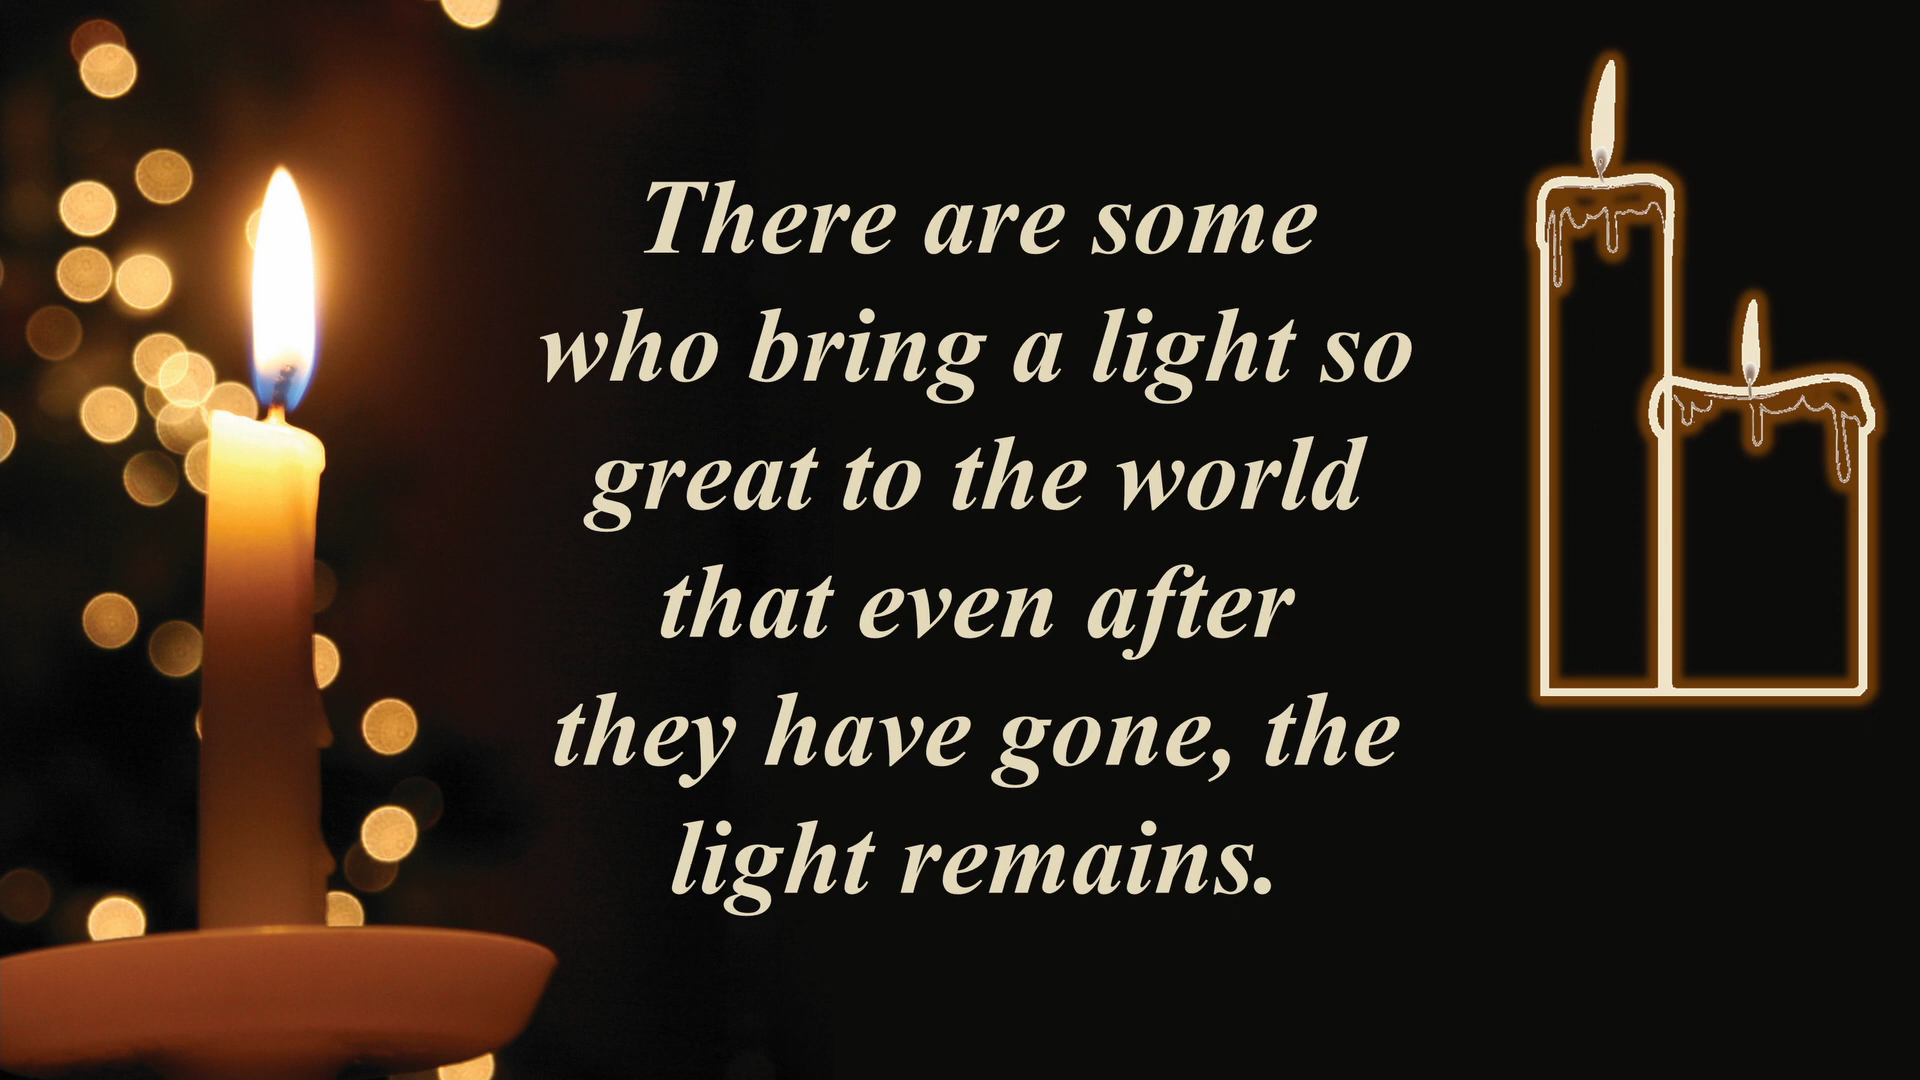 There are some
who bring a light so
great to the world
that even after
they have gone, the
light remains.